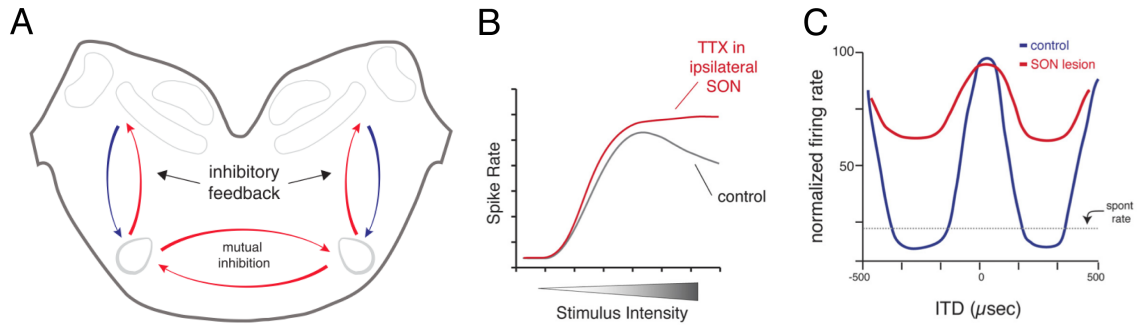 A
inhibitory
feedback
mutual
inhibition
B
TTX in
ipsilateral
SON
control
Spike Rate
Stimulus Intensity
C
control
SON lesion
100
50
normalized firing rate
spont
rate
-500
0
500
ITD (µsec)